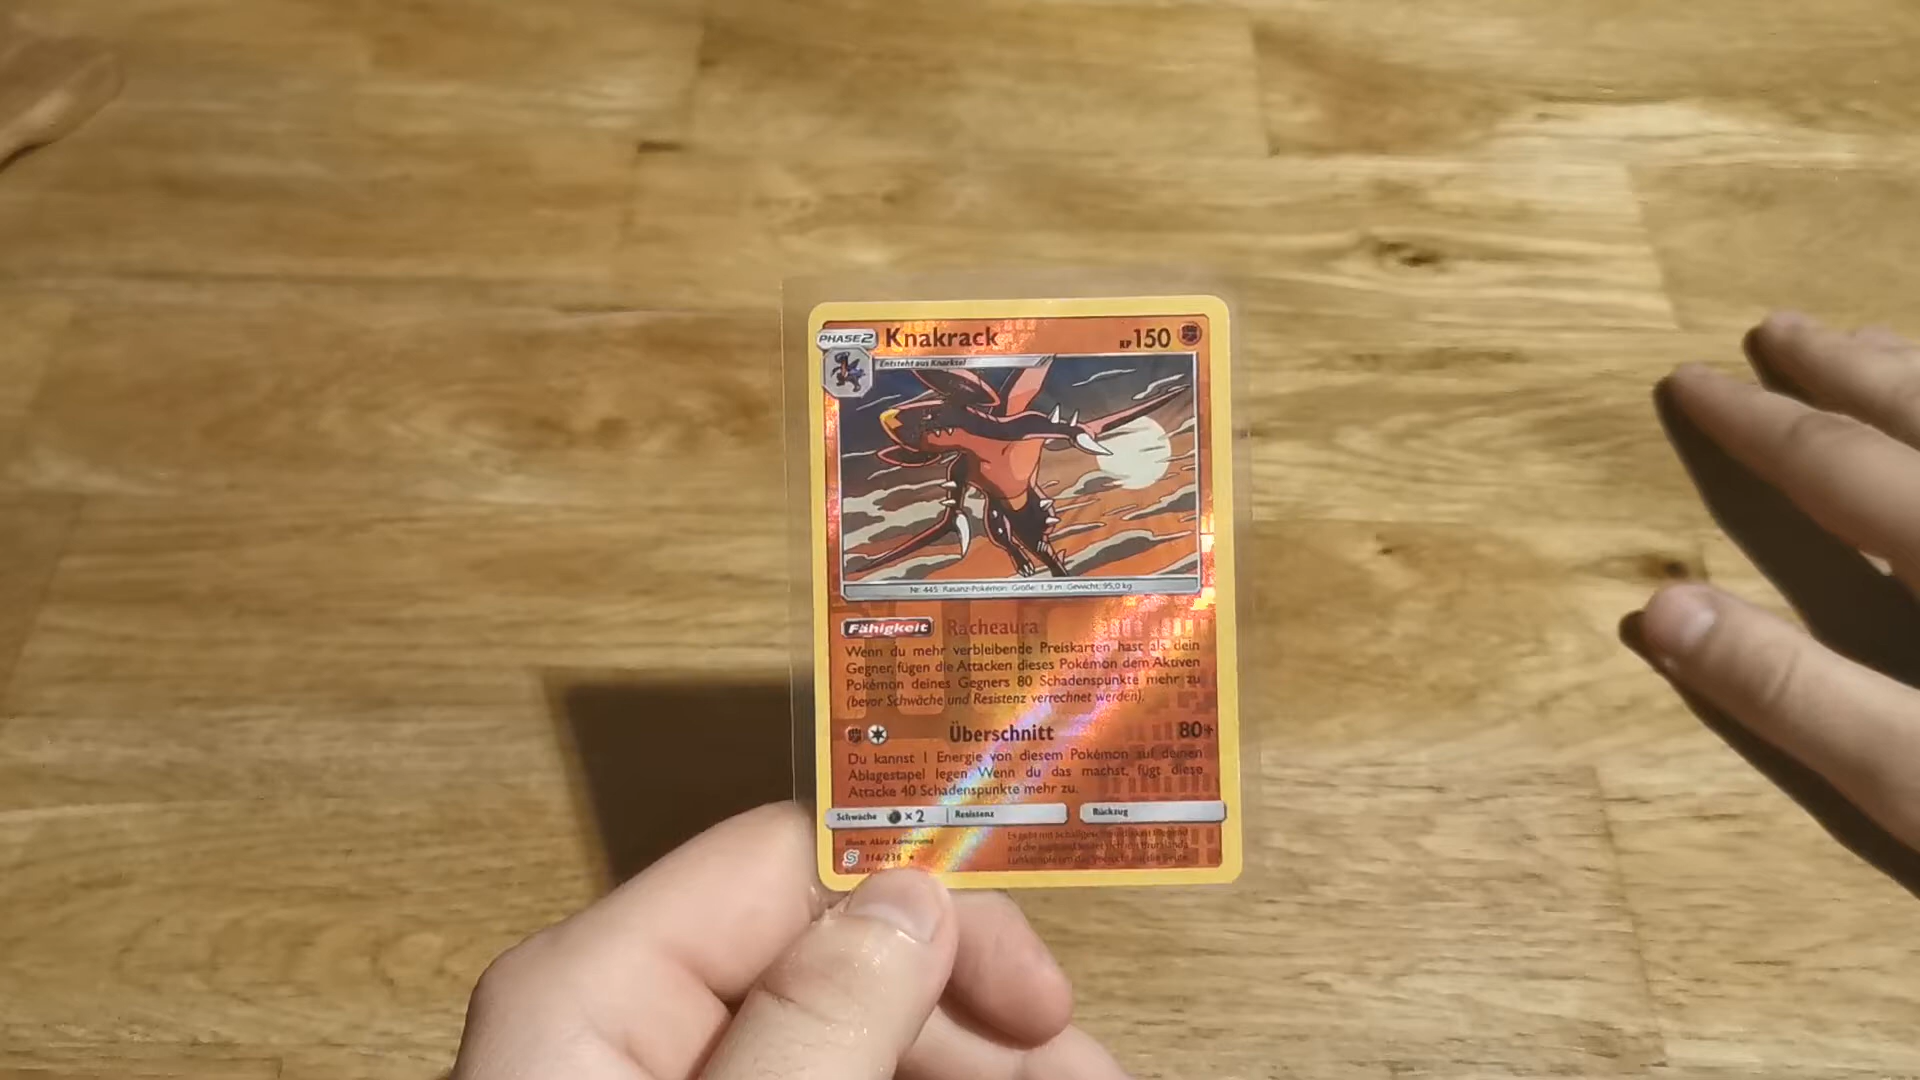 PHASE 2 Knakrack KP 150
Entsteht aus Knarksel
Nr. 445 Rasanz-Pokémon Größe: 1,9 m Gewicht: 95,0 kg
Fähigkeit Racheaura
Wenn du mehr verbleibende Preiskarten hast als dein
Gegner, fügen die Attacken dieses Pokémon dem Aktiven
Pokémon deines Gegners 80 Schadenspunkte mehr zu
(bevor Schwäche und Resistenz verrechnet werden).
Überschnitt 80+
Du kannst 1 Energie von diesem Pokémon auf deinen
Ablagestapel legen. Wenn du das machst, fügt diese
Attacke 40 Schadenspunkte mehr zu.
Schwäche ×2 Resistenz Rückzug
Illustr. Akira Komayama
114/236 ★